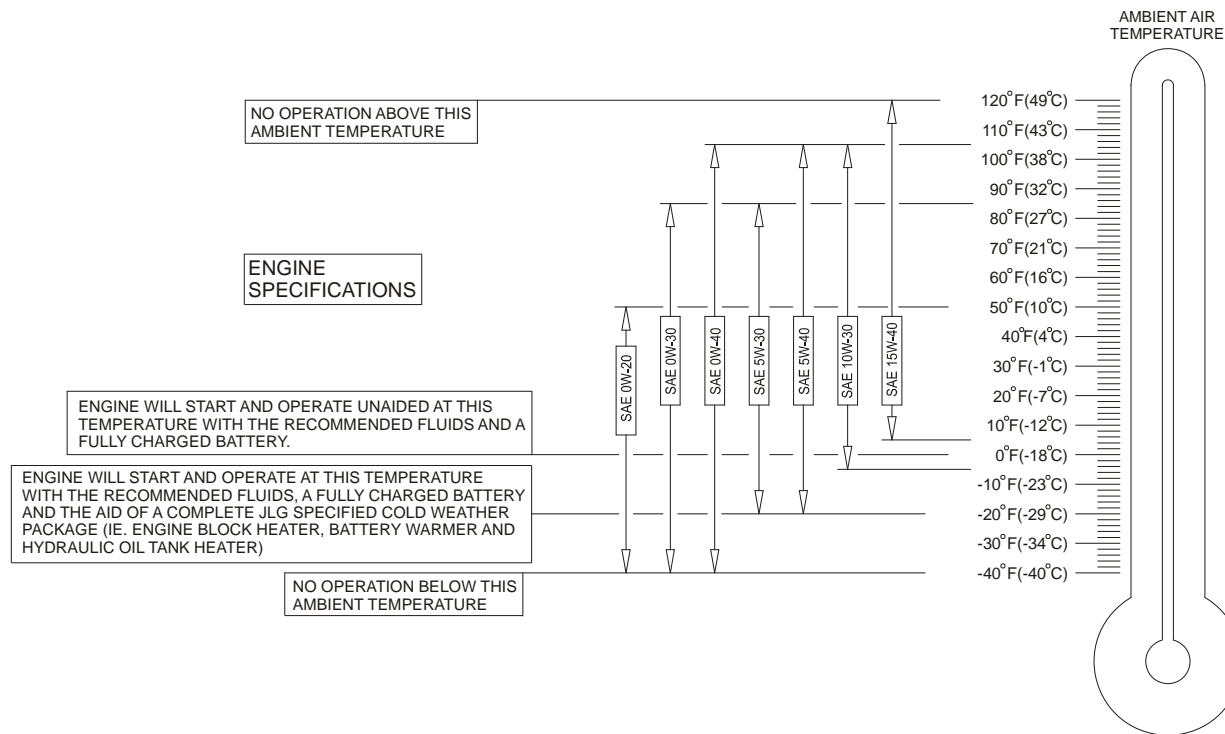 AMBIENT AIR
TEMPERATURE
NO OPERATION ABOVE THIS
AMBIENT TEMPERATURE
120°F(49°C)
110°F(43°C)
100°F(38°C)
90°F(32°C)
80°F(27°C)
70°F(21°C)
60°F(16°C)
50°F(10°C)
40°F(4°C)
30°F(-1°C)
20°F(-7°C)
10°F(-12°C)
0°F(-18°C)
-10°F(-23°C)
-20°F(-29°C)
-30°F(-34°C)
-40°F(-40°C)
ENGINE
SPECIFICATIONS
SAE 0W-20
SAE 0W-30
SAE 0W-40
SAE 5W-30
SAE 5W-40
SAE 10W-30
SAE 15W-40
ENGINE WILL START AND OPERATE UNAIDED AT THIS
TEMPERATURE WITH THE RECOMMENDED FLUIDS AND A
FULLY CHARGED BATTERY.
ENGINE WILL START AND OPERATE AT THIS TEMPERATURE
WITH THE RECOMMENDED FLUIDS, A FULLY CHARGED BATTERY
AND THE AID OF A COMPLETE JLG SPECIFIED COLD WEATHER
PACKAGE (IE. ENGINE BLOCK HEATER, BATTERY WARMER AND
HYDRAULIC OIL TANK HEATER)
NO OPERATION BELOW THIS
AMBIENT TEMPERATURE